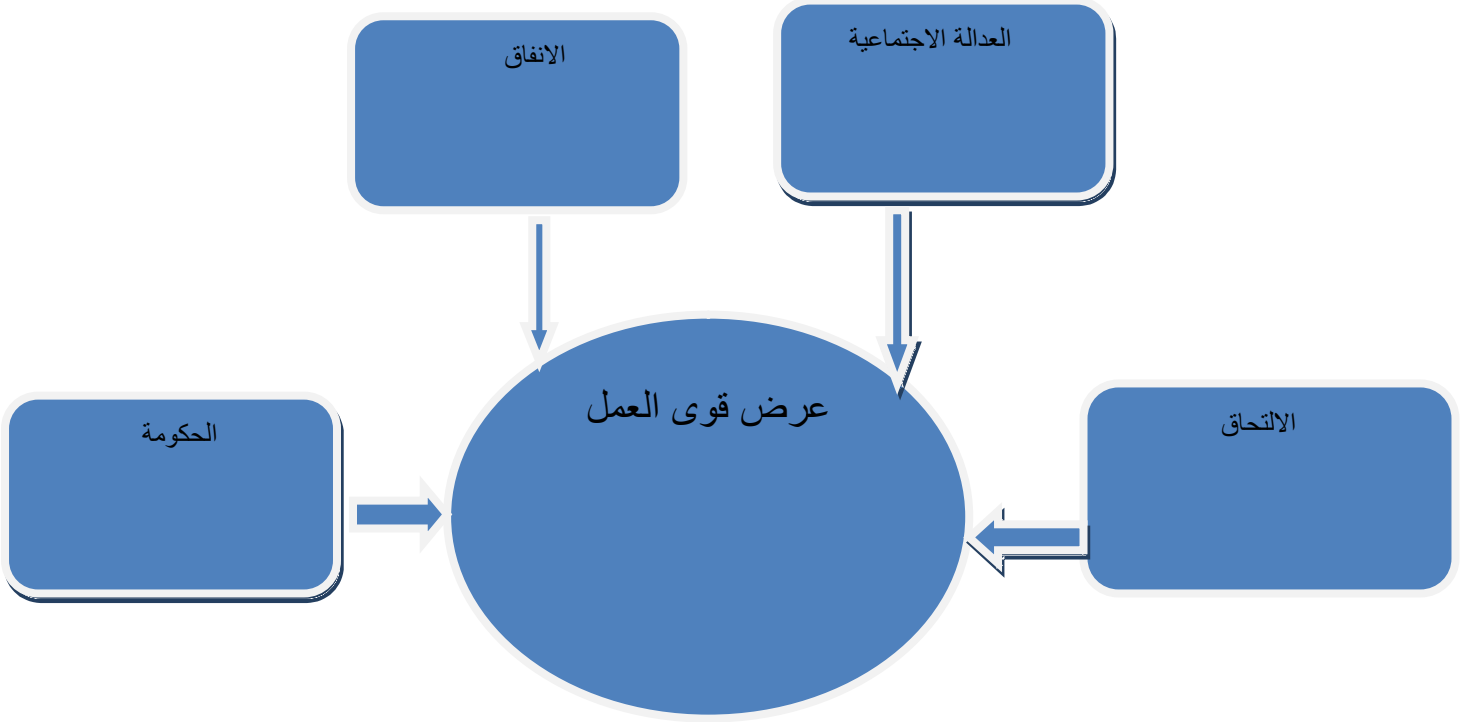 العدالة الاجتماعية
الانفاق
عرض قوى العمل
الالتحاق
الحكومة